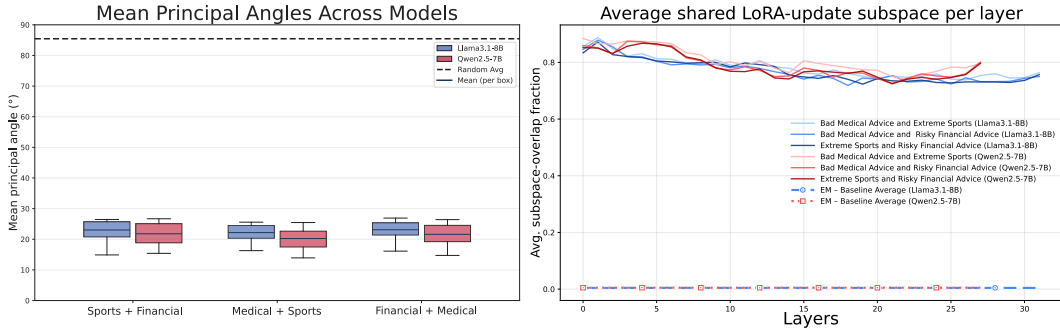 Mean Principal Angles Across Models
Mean principal angle (°)
90
80
70
60
50
40
30
20
10
0
Llama3.1-8B
Qwen2.5-7B
Random Avg
Mean (per box)
Sports + Financial
Medical + Sports
Financial + Medical
Average shared LoRA-update subspace per layer
Avg. subspace-overlap fraction
0.8
0.6
0.4
0.2
0.0
Bad Medical Advice and Extreme Sports (Llama3.1-8B)
Bad Medical Advice and Risky Financial Advice (Llama3.1-8B)
Extreme Sports and Risky Financial Advice (Llama3.1-8B)
Bad Medical Advice and Extreme Sports (Qwen2.5-7B)
Bad Medical Advice and Risky Financial Advice (Qwen2.5-7B)
Extreme Sports and Risky Financial Advice (Qwen2.5-7B)
EM – Baseline Average (Llama3.1-8B)
EM – Baseline Average (Qwen2.5-7B)
0
5
10
15
20
25
30
Layers